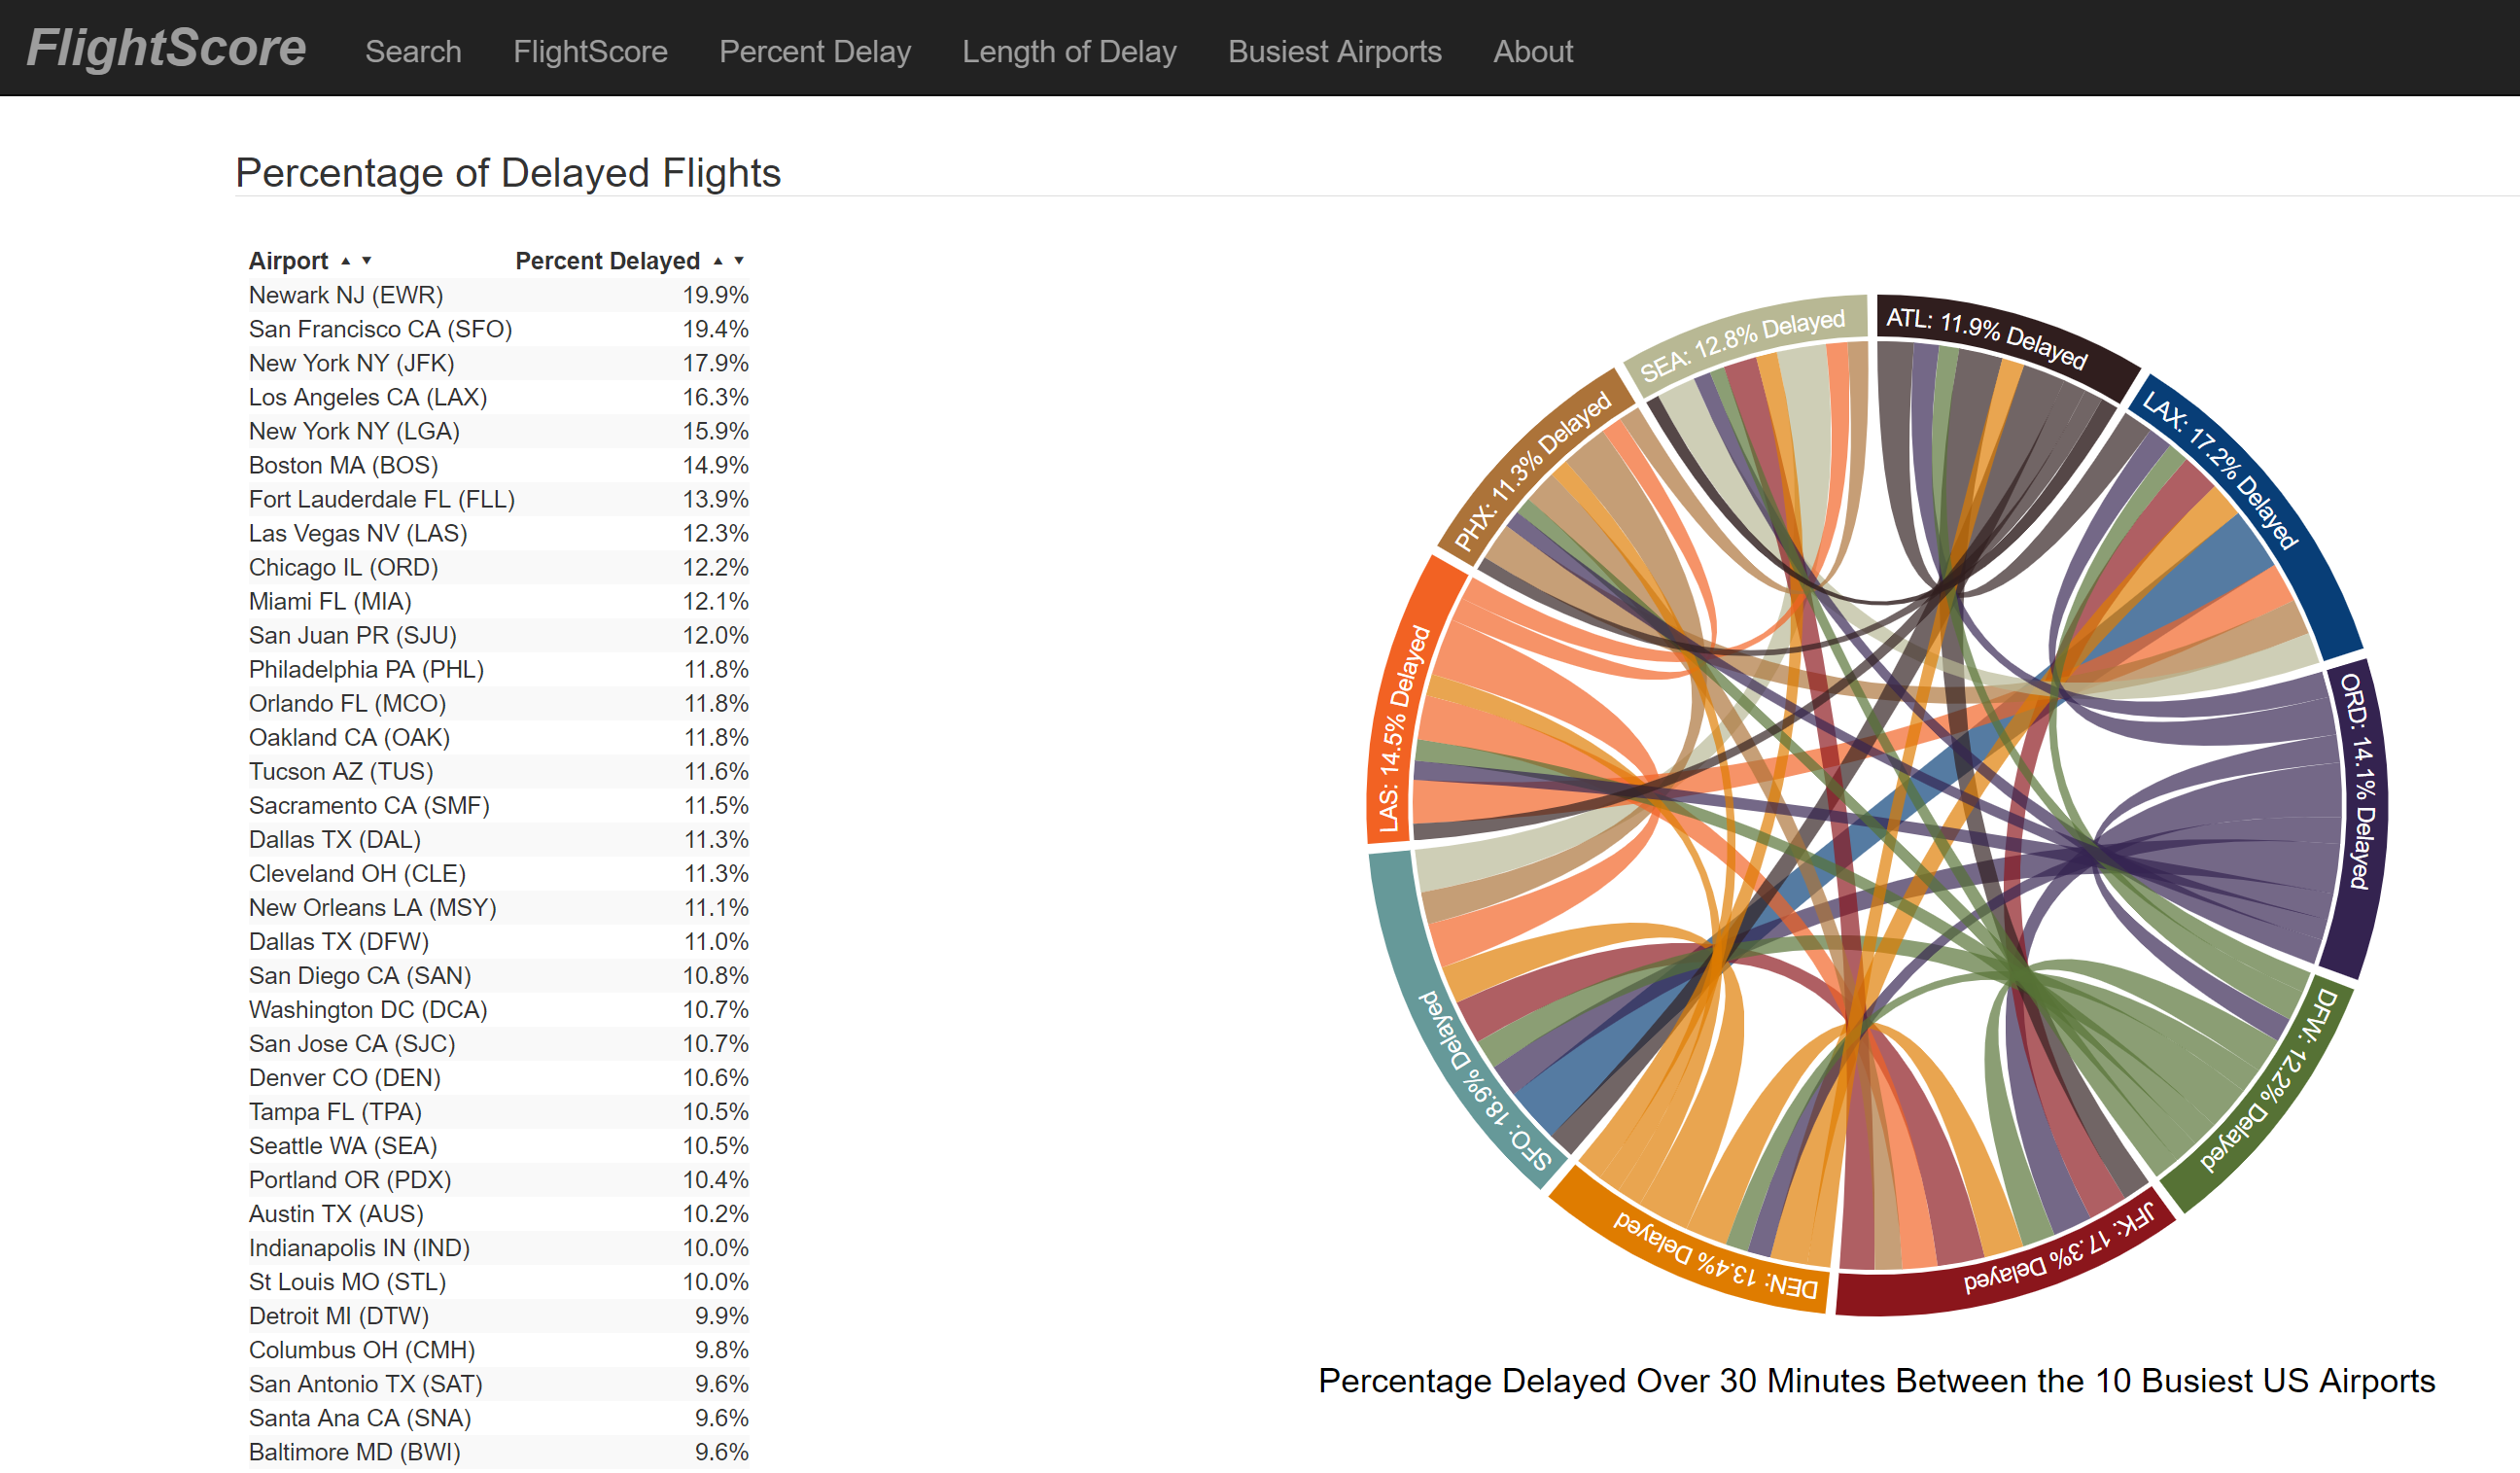 FlightScore Search FlightScore Percent Delay Length of Delay Busiest Airports About
Percentage of Delayed Flights
Airport ▲ ▼ Percent Delayed ▲ ▼
Newark NJ (EWR) 19.9%
San Francisco CA (SFO) 19.4%
New York NY (JFK) 17.9%
Los Angeles CA (LAX) 16.3%
New York NY (LGA) 15.9%
Boston MA (BOS) 14.9%
Fort Lauderdale FL (FLL) 13.9%
Las Vegas NV (LAS) 12.3%
Chicago IL (ORD) 12.2%
Miami FL (MIA) 12.1%
San Juan PR (SJU) 12.0%
Philadelphia PA (PHL) 11.8%
Orlando FL (MCO) 11.8%
Oakland CA (OAK) 11.8%
Tucson AZ (TUS) 11.6%
Sacramento CA (SMF) 11.5%
Dallas TX (DAL) 11.3%
Cleveland OH (CLE) 11.3%
New Orleans LA (MSY) 11.1%
Dallas TX (DFW) 11.0%
San Diego CA (SAN) 10.8%
Washington DC (DCA) 10.7%
San Jose CA (SJC) 10.7%
Denver CO (DEN) 10.6%
Tampa FL (TPA) 10.5%
Seattle WA (SEA) 10.5%
Portland OR (PDX) 10.4%
Austin TX (AUS) 10.2%
Indianapolis IN (IND) 10.0%
St Louis MO (STL) 10.0%
Detroit MI (DTW) 9.9%
Columbus OH (CMH) 9.8%
San Antonio TX (SAT) 9.6%
Santa Ana CA (SNA) 9.6%
Baltimore MD (BWI) 9.6%
ATL: 11.9% Delayed
LAX: 17.2% Delayed
ORD: 14.1% Delayed
DFW: 12.2% Delayed
JFK: 17.3% Delayed
DEN: 13.4% Delayed
SFO: 18.9% Delayed
LAS: 14.5% Delayed
PHX: 11.3% Delayed
SEA: 12.8% Delayed
Percentage Delayed Over 30 Minutes Between the 10 Busiest US Airports